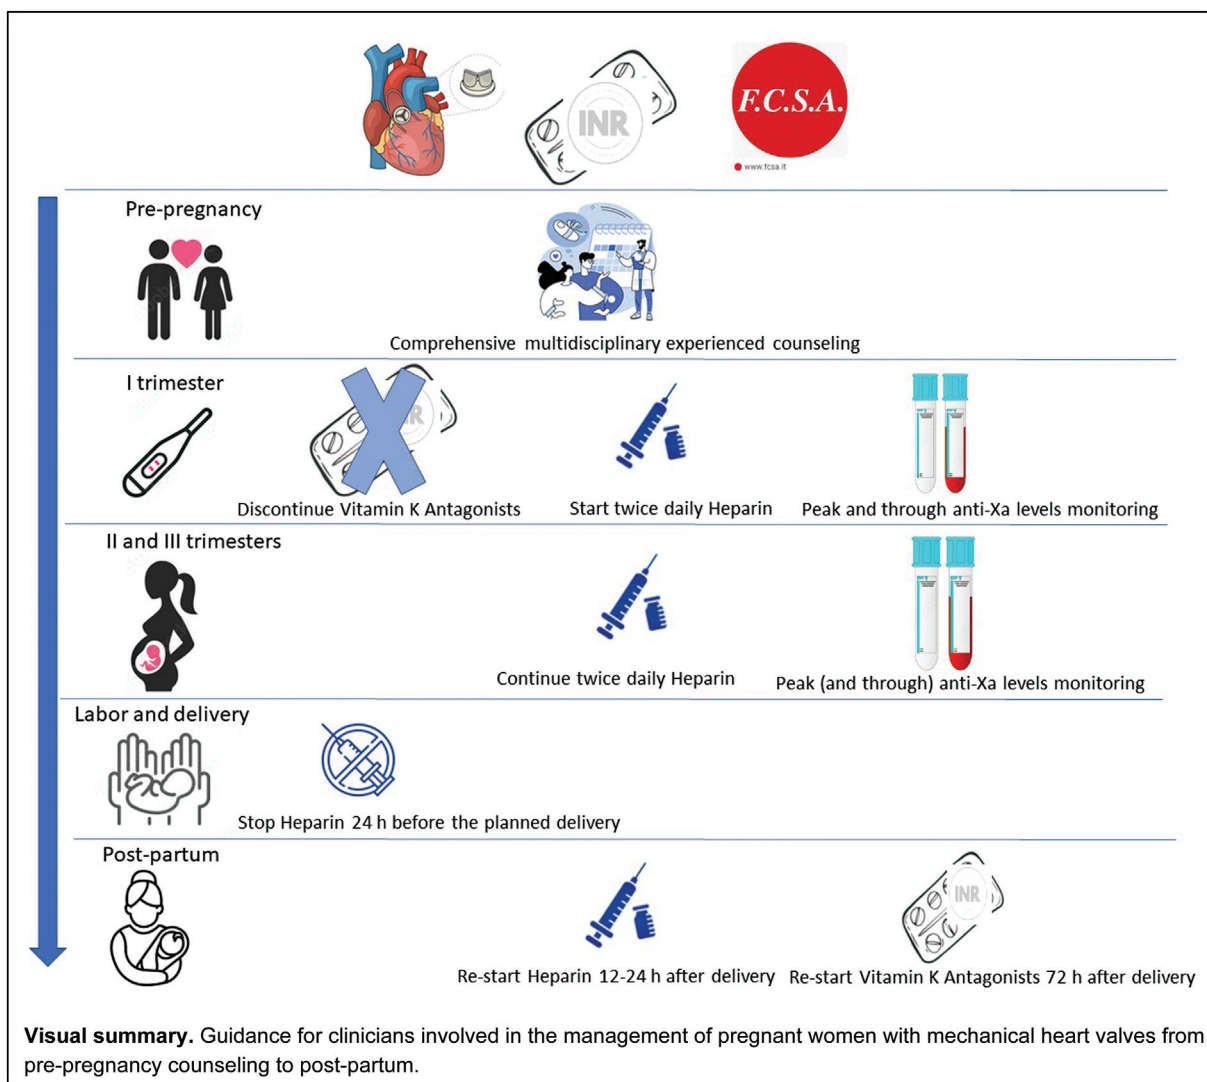 INR
F.C.S.A.
www.fcsa.it
Pre-pregnancy
Comprehensive multidisciplinary experienced counseling
I trimester
Discontinue Vitamin K Antagonists
Start twice daily Heparin
Peak and through anti-Xa levels monitoring
II and III trimesters
Continue twice daily Heparin
Peak (and through) anti-Xa levels monitoring
Labor and delivery
Stop Heparin 24 h before the planned delivery
Post-partum
INR
Re-start Heparin 12-24 h after delivery
Re-start Vitamin K Antagonists 72 h after delivery
Visual summary. Guidance for clinicians involved in the management of pregnant women with mechanical heart valves from
pre-pregnancy counseling to post-partum.